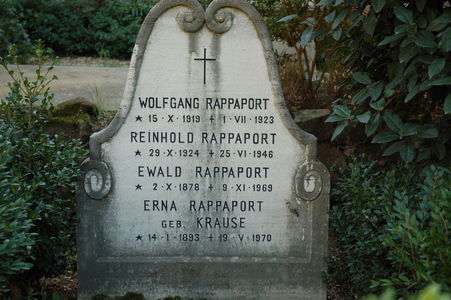 WOLFGANG RAPPAPORT
★ 15·X·1919 + 1·VII·1923
REINHOLD RAPPAPORT
★ 29·X·1924 + 25·VI·1946
EWALD RAPPAPORT
★ 2·X·1878 + 9·XI·1969
ERNA RAPPAPORT
GEB. KRAUSE
★ 14·I·1893 + 19·V·1970